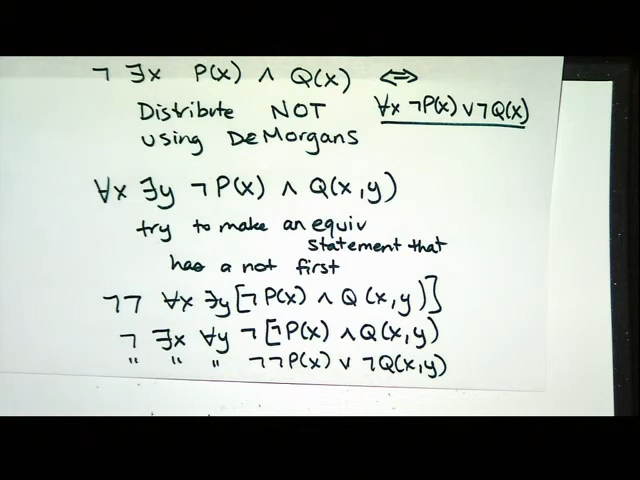 ¬ ∃x P(x) ∧ Q(x) ⇔
Distribute NOT ∀x ¬P(x) ∨ ¬Q(x)
using DeMorgans
∀x ∃y ¬P(x) ∧ Q(x,y)
try to make an equiv
statement that
has a not first
¬¬ ∀x ∃y [¬P(x) ∧ Q(x,y)]
¬ ∃x ∀y ¬[¬P(x) ∧ Q(x,y)
" " " ¬¬P(x) ∨ ¬Q(x,y)